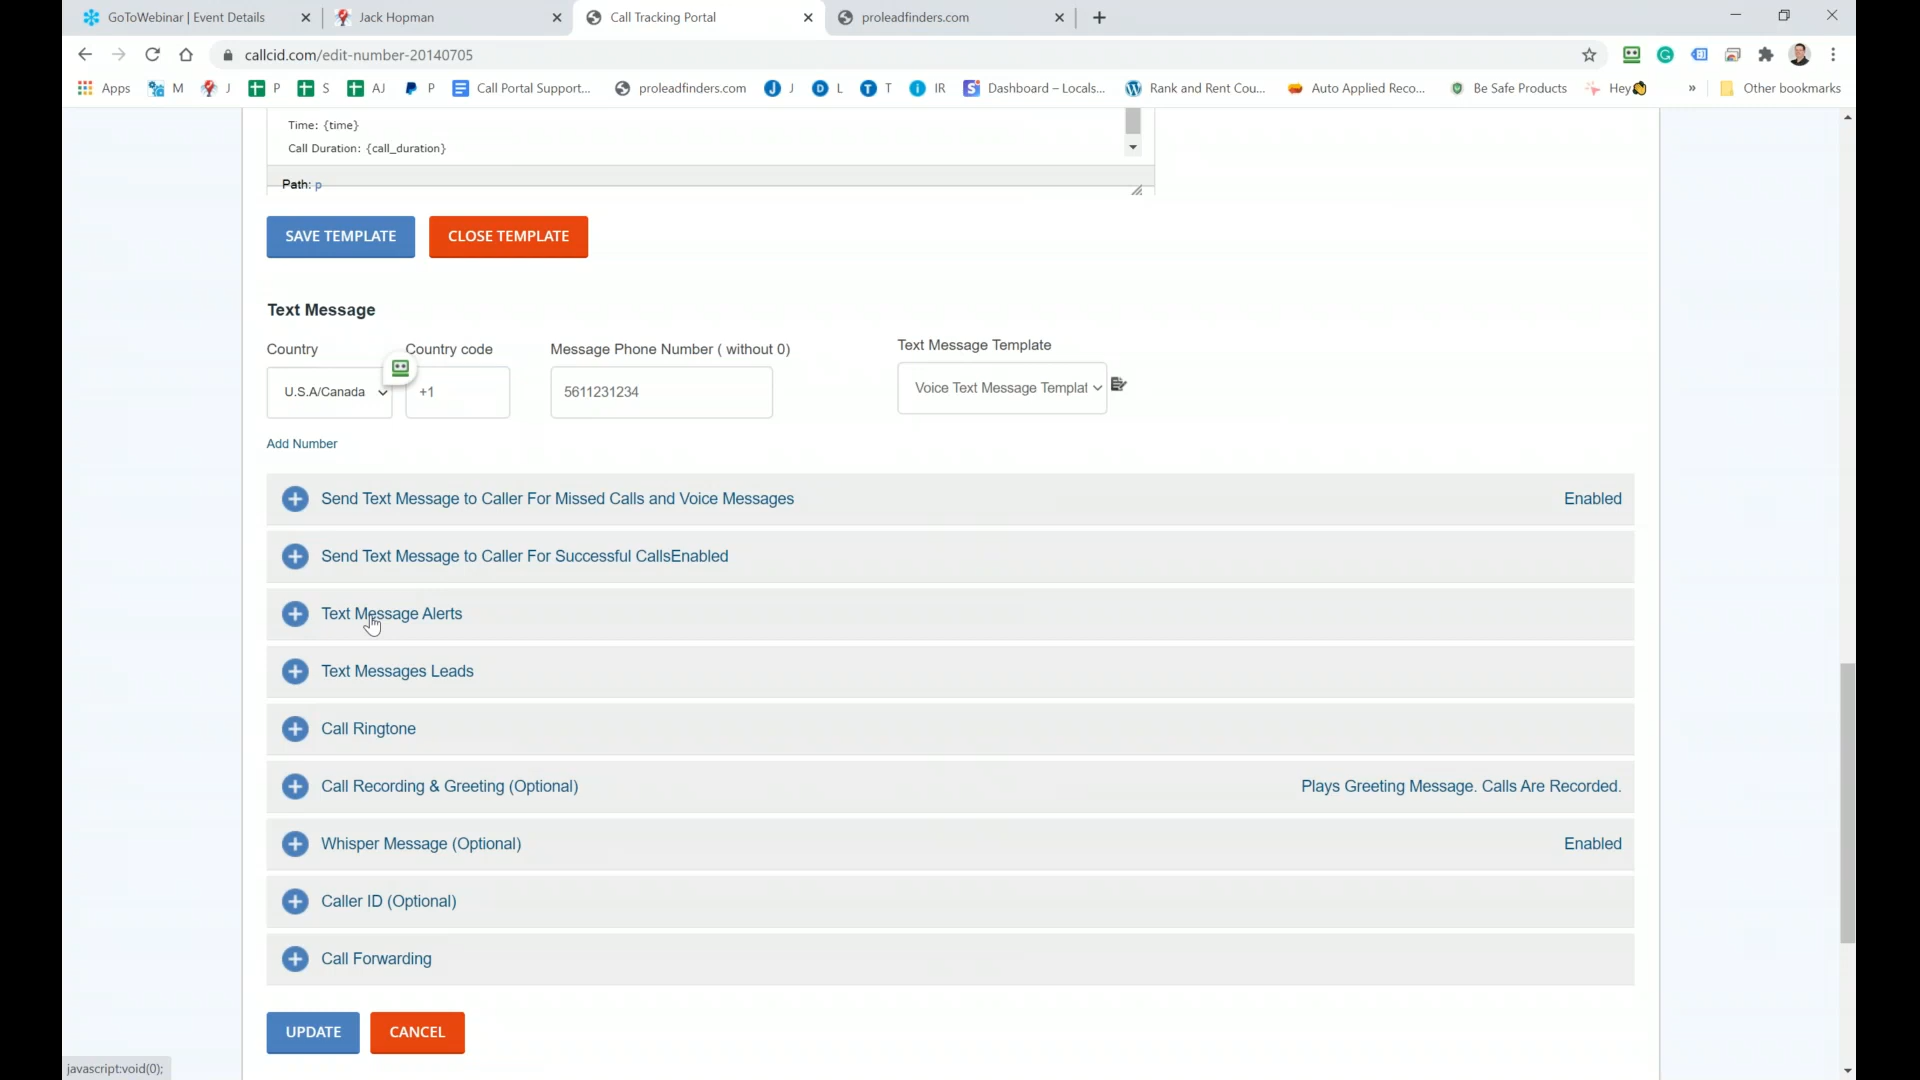 GoToWebinar | Event Details
Jack Hopman
Call Tracking Portal
proleadfinders.com
callcid.com/edit-number-20140705
Apps M J P S AJ P Call Portal Support... proleadfinders.com J L T IR Dashboard – Locals... Rank and Rent Cou... Auto Applied Reco... Be Safe Products Hey » Other bookmarks
Time: {time}
Call Duration: {call_duration}
Path: p
SAVE TEMPLATE CLOSE TEMPLATE
Text Message
Country Country code Message Phone Number ( without 0) Text Message Template
U.S.A/Canada +1 5611231234 Voice Text Message Templat
Add Number
Send Text Message to Caller For Missed Calls and Voice Messages Enabled
Send Text Message to Caller For Successful CallsEnabled
Text Message Alerts
Text Messages Leads
Call Ringtone
Call Recording & Greeting (Optional) Plays Greeting Message. Calls Are Recorded.
Whisper Message (Optional) Enabled
Caller ID (Optional)
Call Forwarding
UPDATE CANCEL
javascript:void(0);